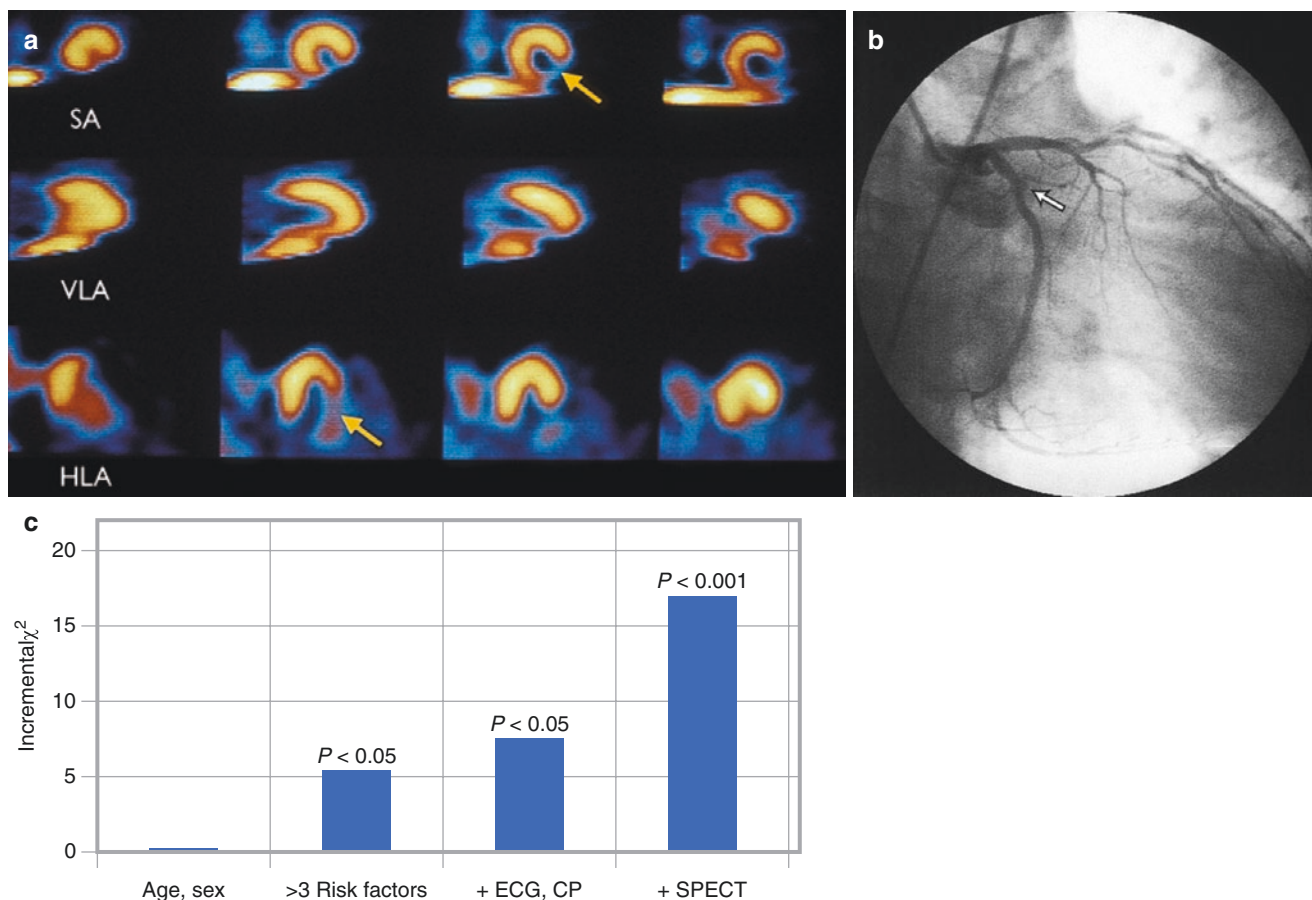 a
SA
VLA
HLA
b
c
Incremental χ²
20
15
10
5
0
P < 0.05
P < 0.05
P < 0.001
Age, sex
>3 Risk factors
+ ECG, CP
+ SPECT